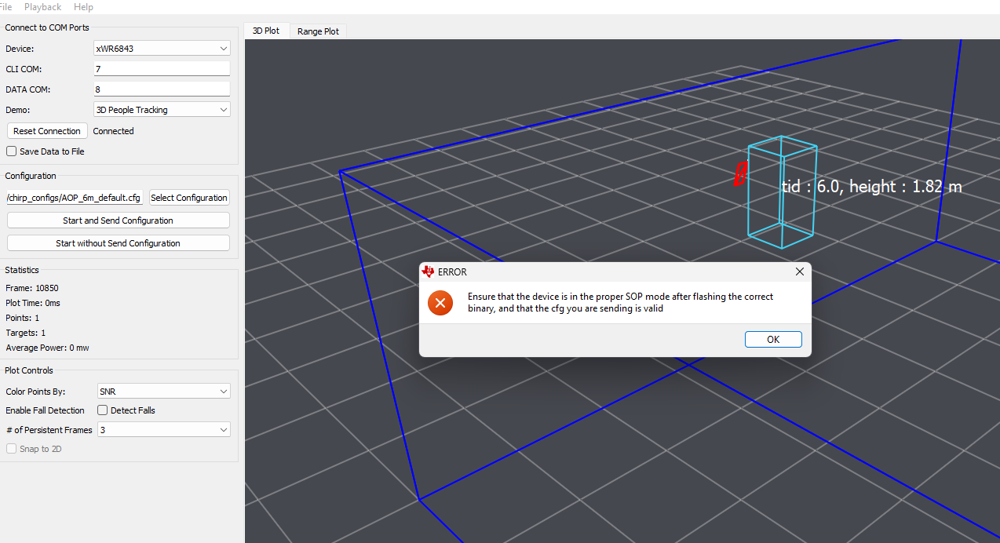 File Playback Help
Connect to COM Ports
Device: xWR6843
CLI COM: 7
DATA COM: 8
Demo: 3D People Tracking
Reset Connection Connected
Save Data to File
Configuration
/chirp_configs/AOP_6m_default.cfg Select Configuration
Start and Send Configuration
Start without Send Configuration
Statistics
Frame: 10850
Plot Time: 0ms
Points: 1
Targets: 1
Average Power: 0 mw
Plot Controls
Color Points By: SNR
Enable Fall Detection Detect Falls
# of Persistent Frames 3
Snap to 2D
3D Plot Range Plot
tid : 6.0, height : 1.82 m
ERROR
Ensure that the device is in the proper SOP mode after flashing the correct
binary, and that the cfg you are sending is valid
OK